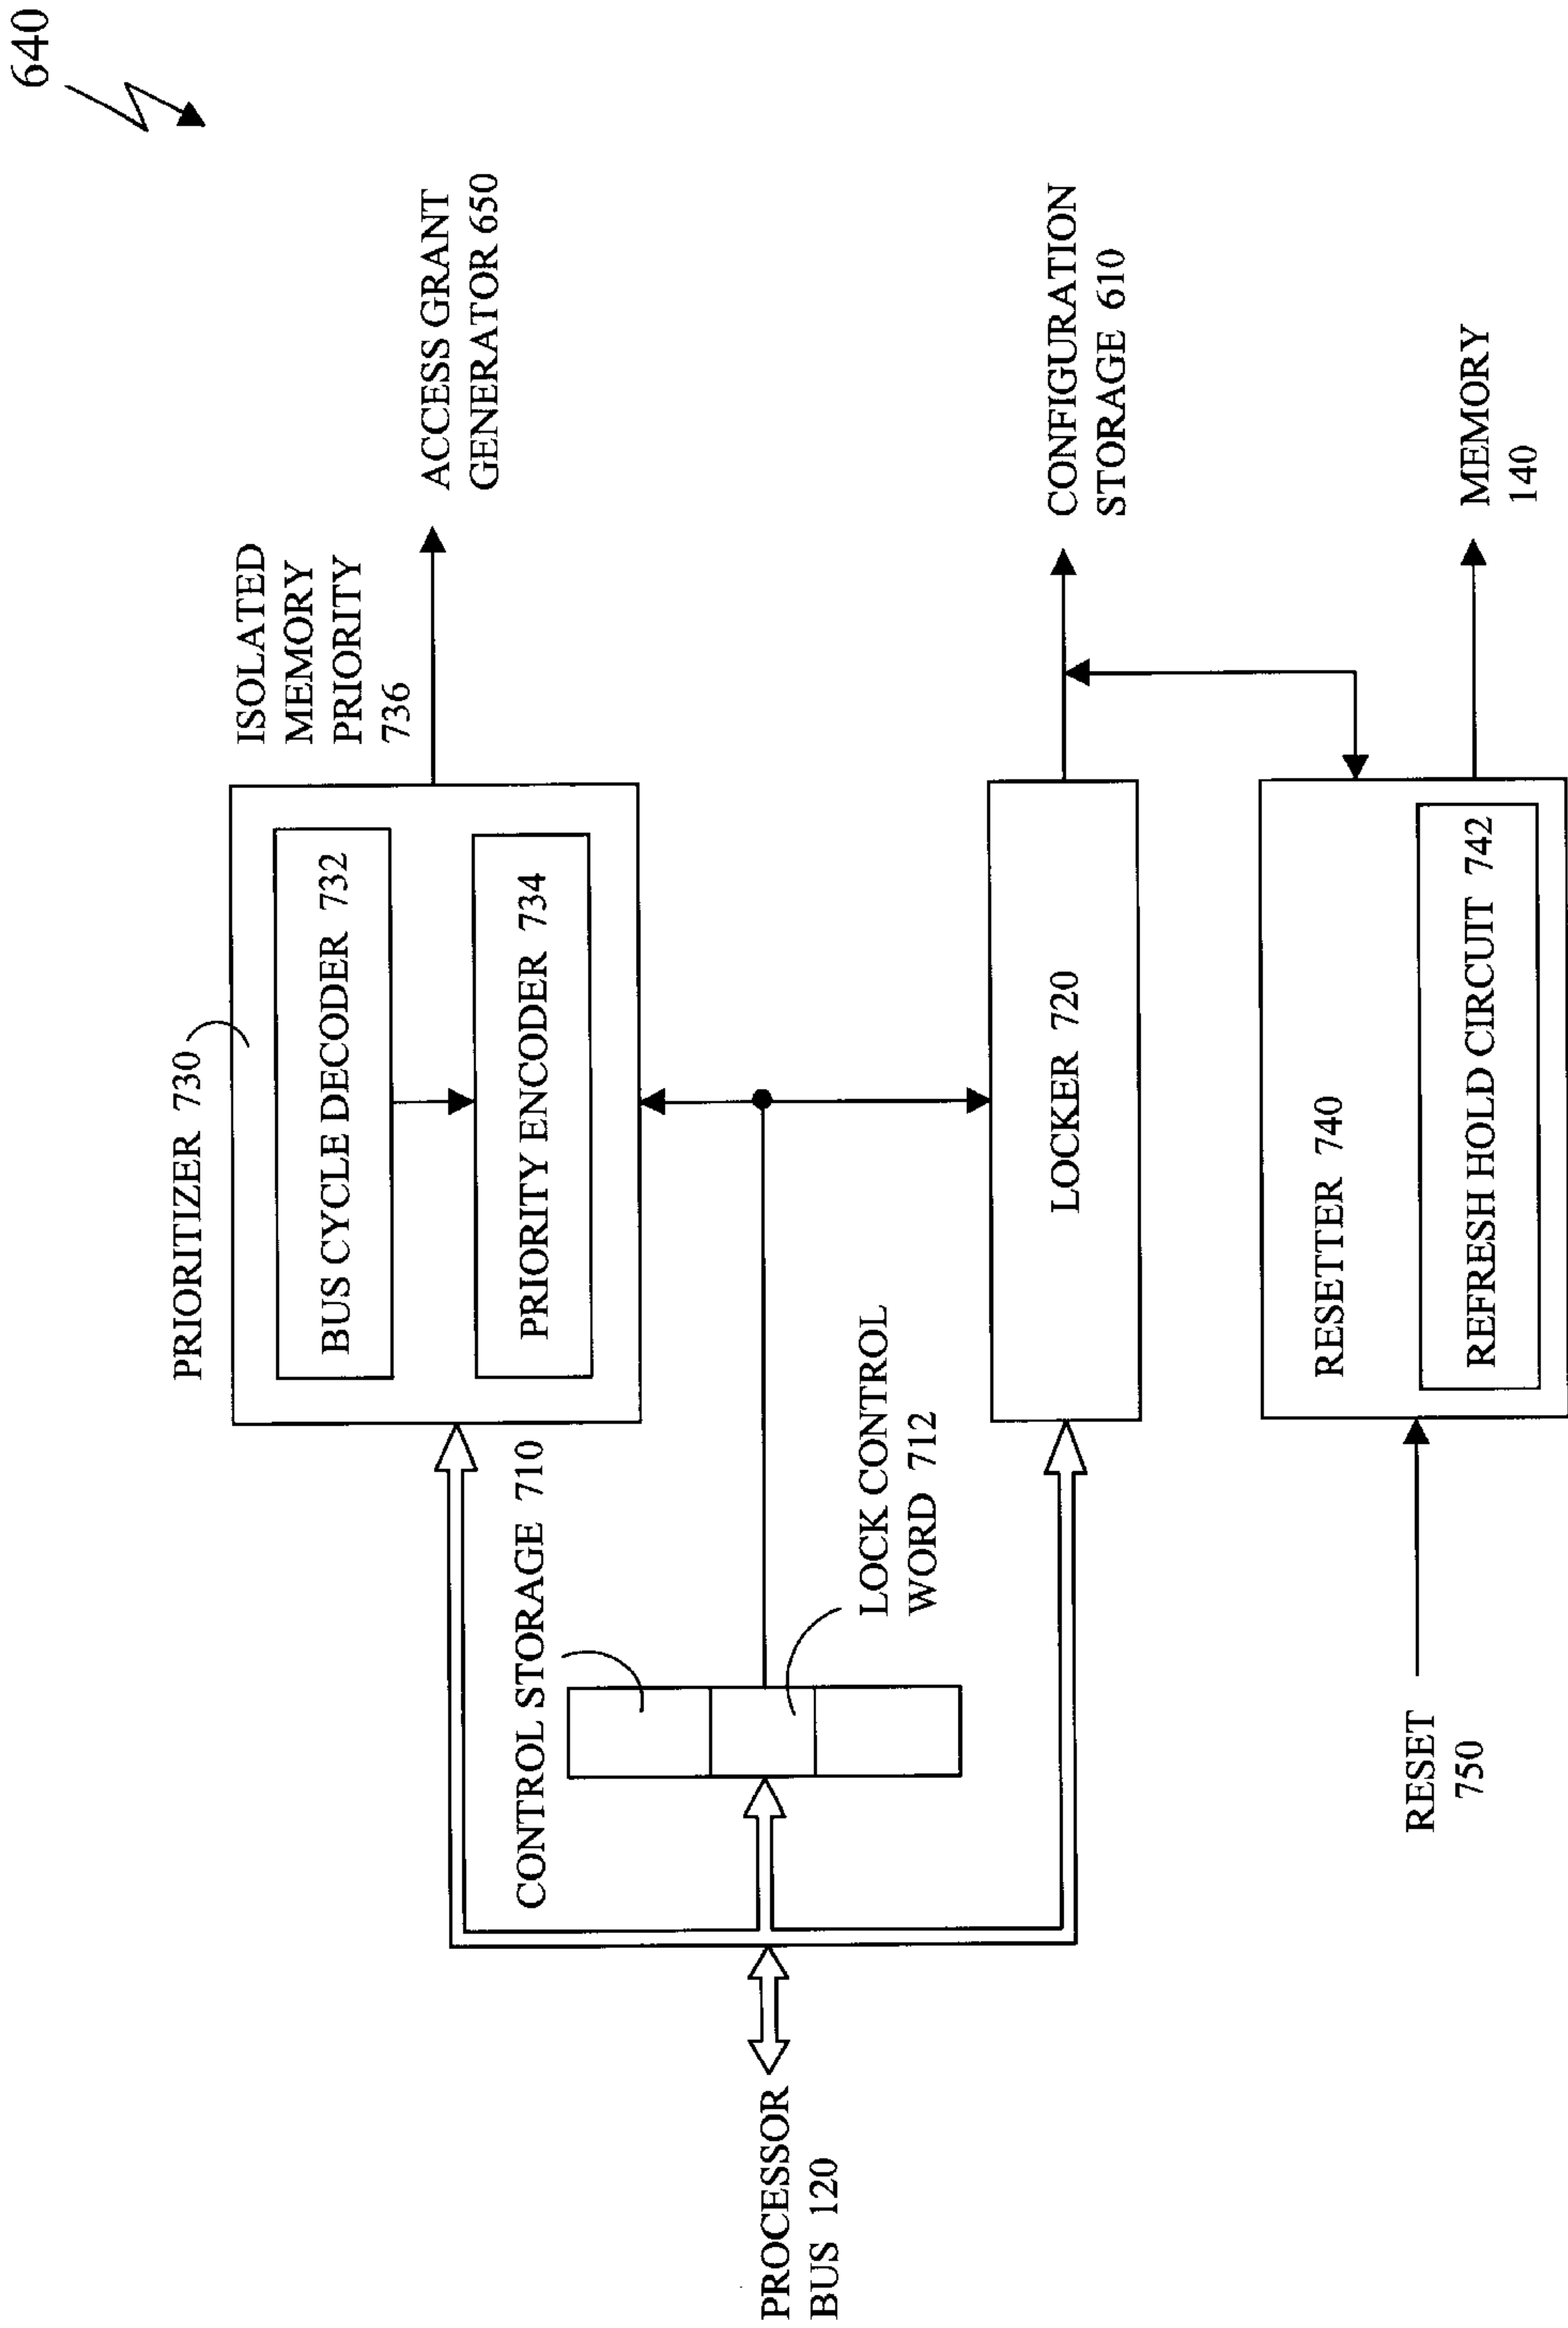 640
PRIORITIZER 730
BUS CYCLE DECODER 732
PRIORITY ENCODER 734
ISOLATED
MEMORY
PRIORITY
736
ACCESS GRANT
GENERATOR 650
CONTROL STORAGE 710
LOCK CONTROL
WORD 712
PROCESSOR
BUS 120
LOCKER 720
CONFIGURATION
STORAGE 610
RESET
750
RESETTER 740
REFRESH HOLD CIRCUIT 742
MEMORY
140